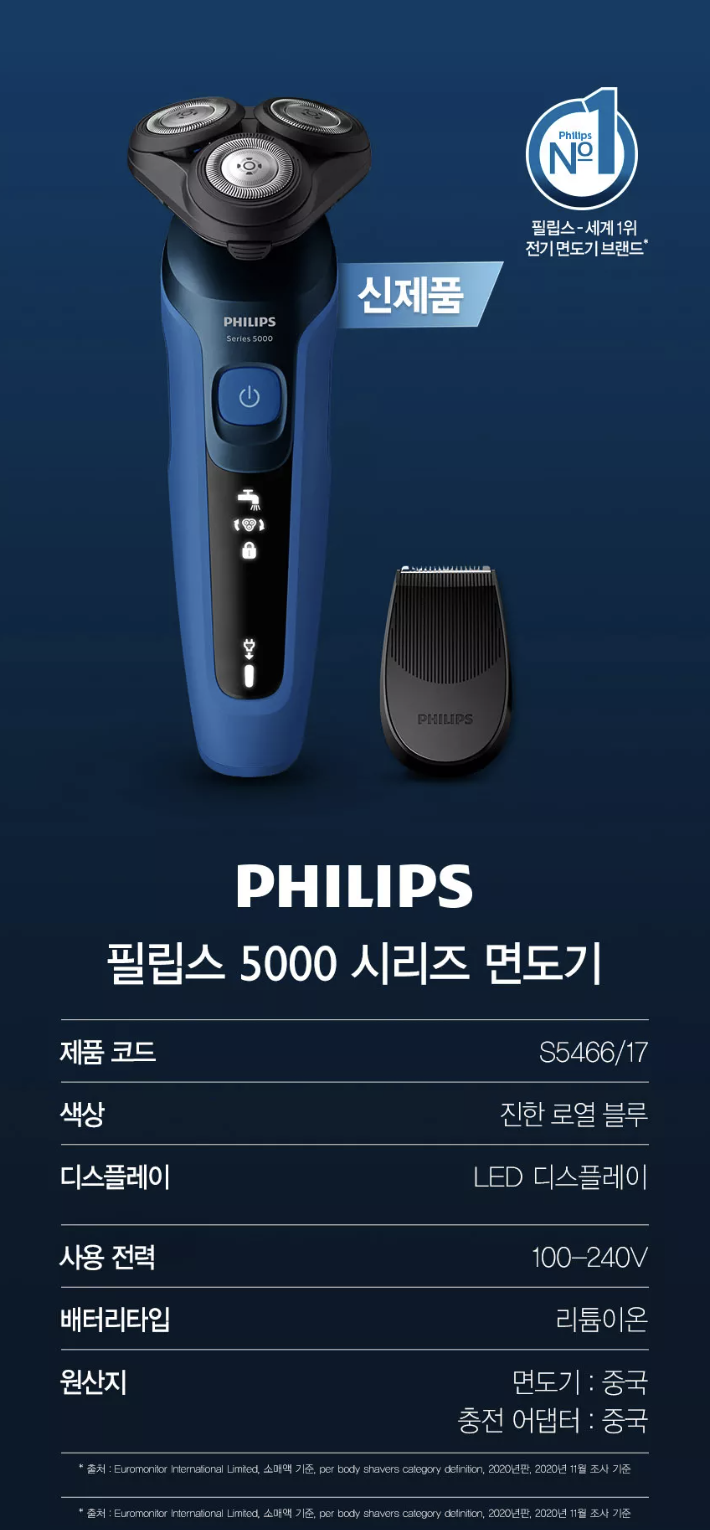 Philips
Nº1
필립스 - 세계 1위
전기 면도기 브랜드*
신제품
PHILIPS
Series 5000
PHILIPS
PHILIPS
필립스 5000 시리즈 면도기
제품 코드 S5466/17
색상 진한 로열 블루
디스플레이 LED 디스플레이
사용 전력 100-240V
배터리타입 리튬이온
원산지 면도기 : 중국
충전 어댑터 : 중국
* 출처 : Euromonitor International Limited, 소매액 기준, per body shavers category definition, 2020년판, 2020년 11월 조사 기준
* 출처 : Euromonitor International Limited, 소매액 기준, per body shavers category definition, 2020년판, 2020년 11월 조사 기준